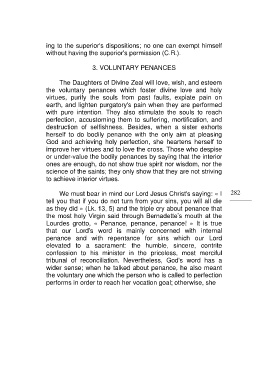 ing to the superior's dispositions; no one can exempt himself
without having the superior's permission (C.R.).
3. VOLUNTARY PENANCES
The Daughters of Divine Zeal will love, wish, and esteem
the voluntary penances which foster divine love and holy
virtues, purify the souls from past faults, expiate pain on
earth, and lighten purgatory's pain when they are performed
with pure intention. They also stimulate the souls to reach
perfection, accustoming them to suffering, mortification, and
destruction of selfishness. Besides, when a sister exhorts
herself to do bodily penance with the only aim at pleasing
God and achieving holy perfection, she heartens herself to
improve her virtues and to love the cross. Those who despise
or under-value the bodily penances by saying that the interior
ones are enough, do not show true spirit nor wisdom, nor the
science of the saints; they only show that they are not striving
to achieve interior virtues.
We must bear in mind our Lord Jesus Christ's saying: « I
tell you that if you do not turn from your sins, you will all die
as they did » (Lk. 13, 5) and the triple cry about penance that
the most holy Virgin said through Bernadette's mouth at the
Lourdes grotto, « Penance, penance, penance! » It is true
that our Lord's word is mainly concerned with internal
penance and with repentance for sins which our Lord
elevated to a sacrament: the humble, sincere, contrite
confession to his minister in the priceless, most merciful
tribunal of reconciliation. Nevertheless, God's word has a
wider sense; when he talked about penance, he also meant
the voluntary one which the person who is called to perfection
performs in order to reach her vocation goal; otherwise, she
282